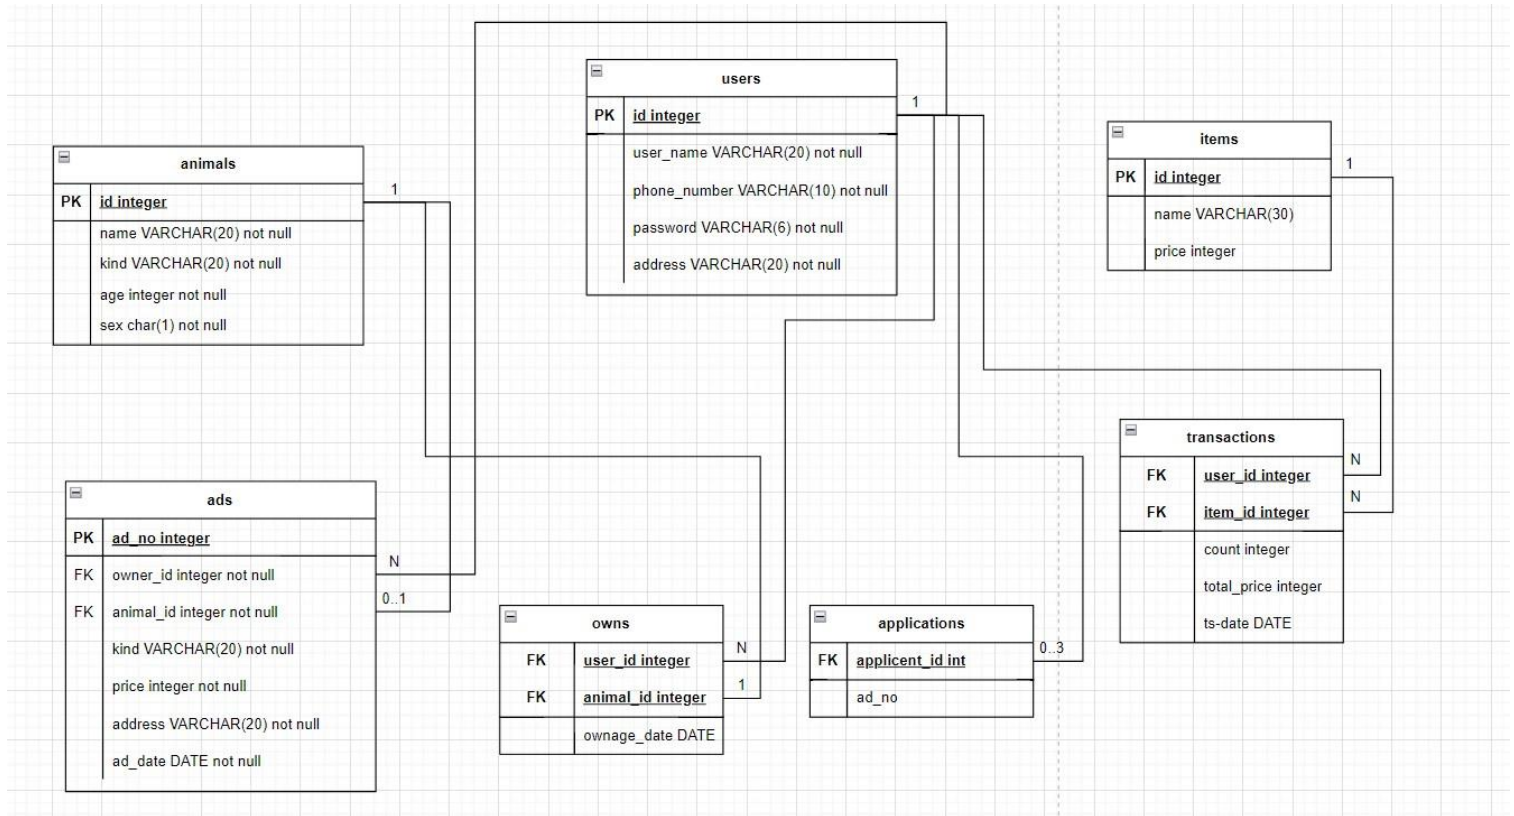 users
PK id integer
user_name VARCHAR(20) not null
phone_number VARCHAR(10) not null
password VARCHAR(6) not null
address VARCHAR(20) not null
1
animals
PK id integer
name VARCHAR(20) not null
kind VARCHAR(20) not null
age integer not null
sex char(1) not null
1
items
PK id integer
name VARCHAR(30)
price integer
1
transactions
FK user_id integer
FK item_id integer
count integer
total_price integer
ts-date DATE
N
N
ads
PK ad_no integer
FK owner_id integer not null
FK animal_id integer not null
kind VARCHAR(20) not null
price integer not null
address VARCHAR(20) not null
ad_date DATE not null
N
0..1
owns
FK user_id integer
FK animal_id integer
ownage_date DATE
N
1
applications
FK applicent_id int
ad_no
0..3